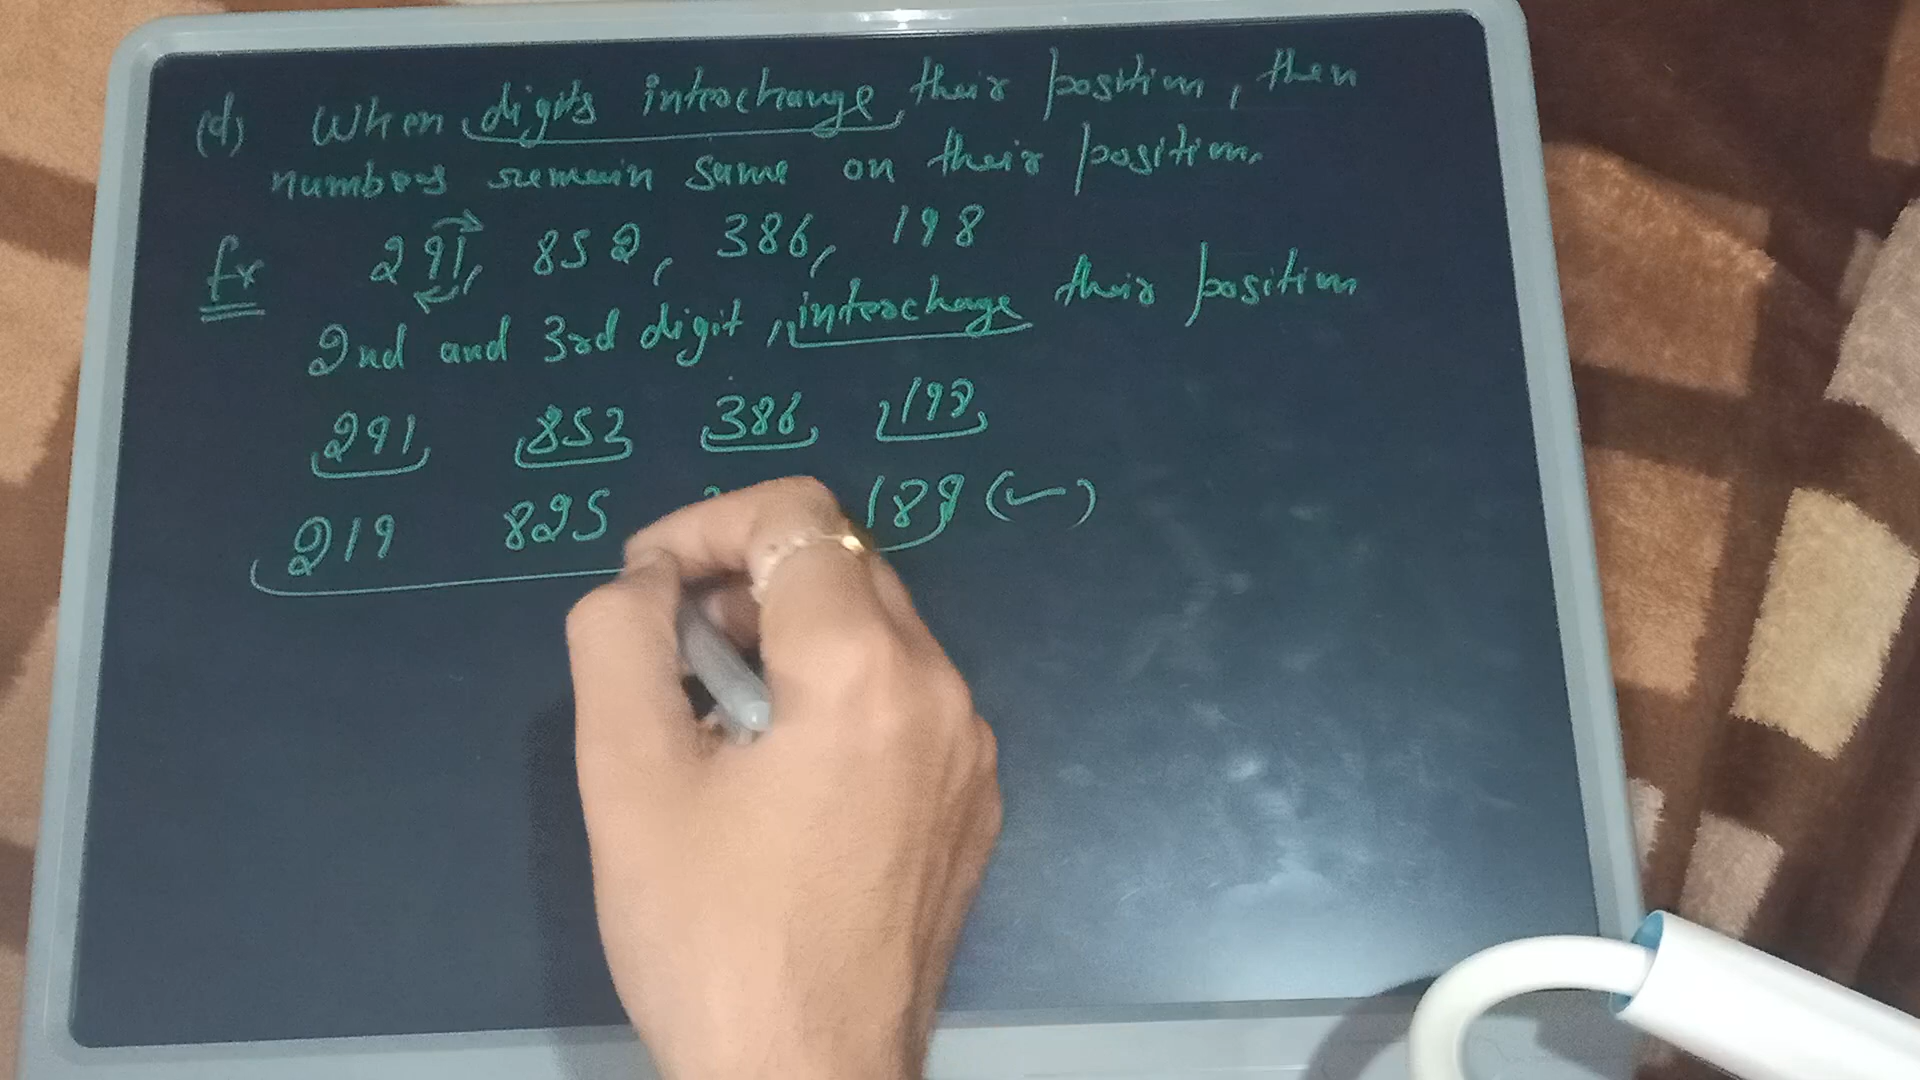 (d) When digits interchange their position, then
numbers remain same on their position.
Ex 291, 852, 386, 198
2nd and 3rd digit, interchage their position
291 852 386 198
219 825 189 (✓)